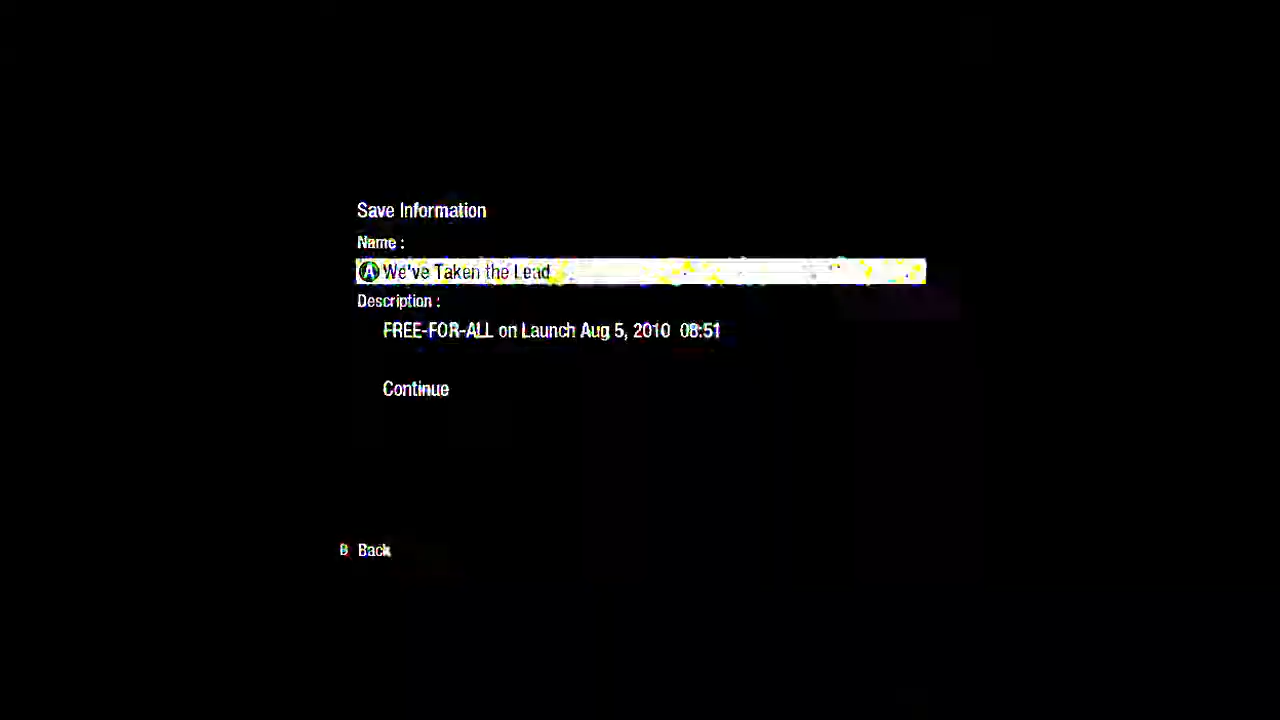 Save Information
Name :
A We've Taken the Lead
Description :
FREE-FOR-ALL on Launch Aug 5, 2010 08:51
Continue
B Back